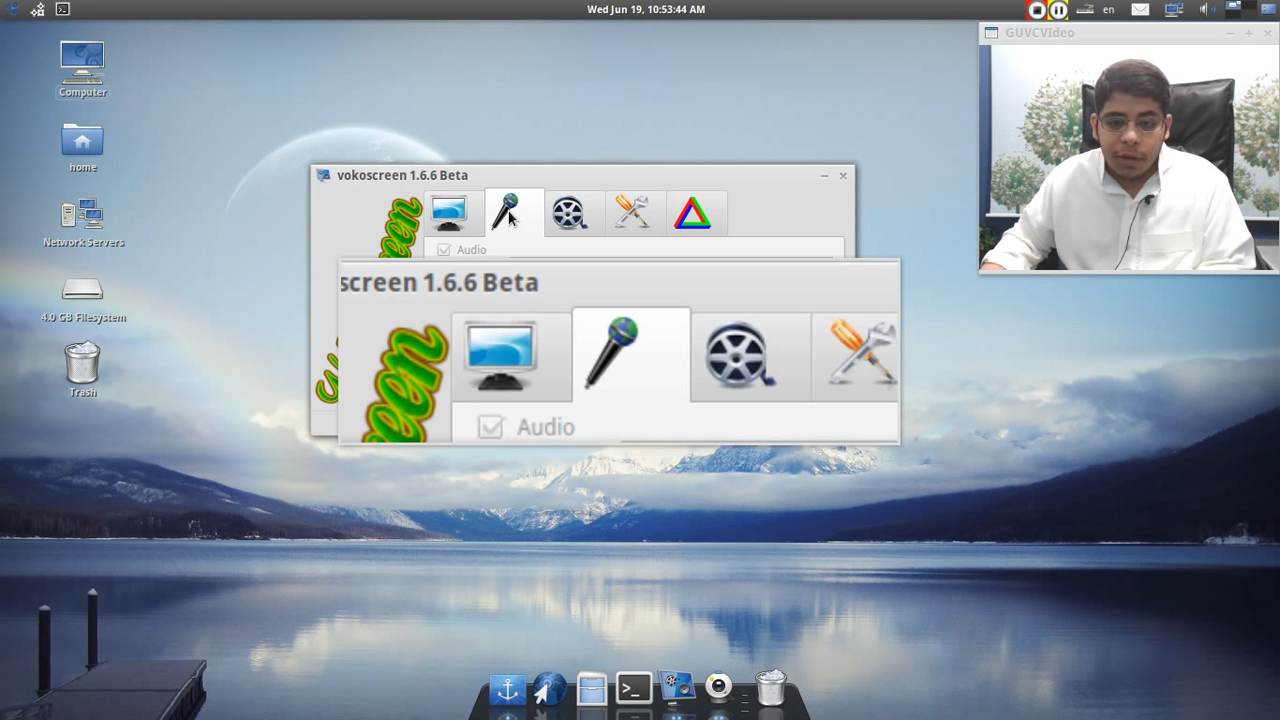 Wed Jun 19, 10:53:44 AM
en
GUVCVIdeo
Computer
home
Network Servers
4.0 GB Filesystem
Trash
vokoscreen 1.6.6 Beta
Audio
screen 1.6.6 Beta
een
Audio